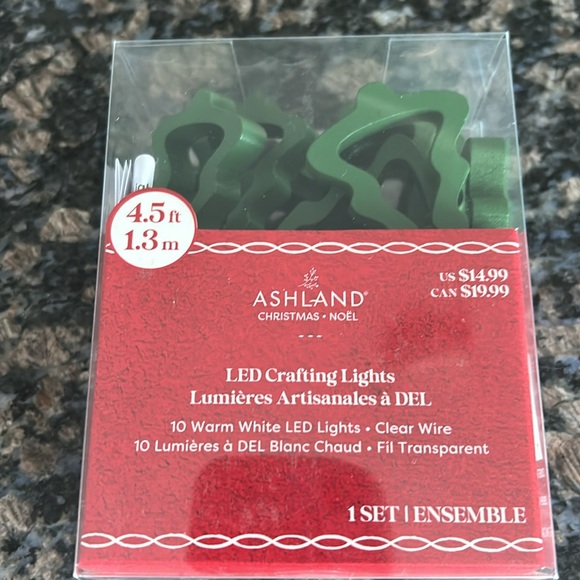 4.5 ft
1.3 m
US $14.99
CAN $19.99
ASHLAND®
CHRISTMAS • NOËL
LED Crafting Lights
Lumières Artisanales à DEL
10 Warm White LED Lights • Clear Wire
10 Lumières à DEL Blanc Chaud • Fil Transparent
1 SET | ENSEMBLE